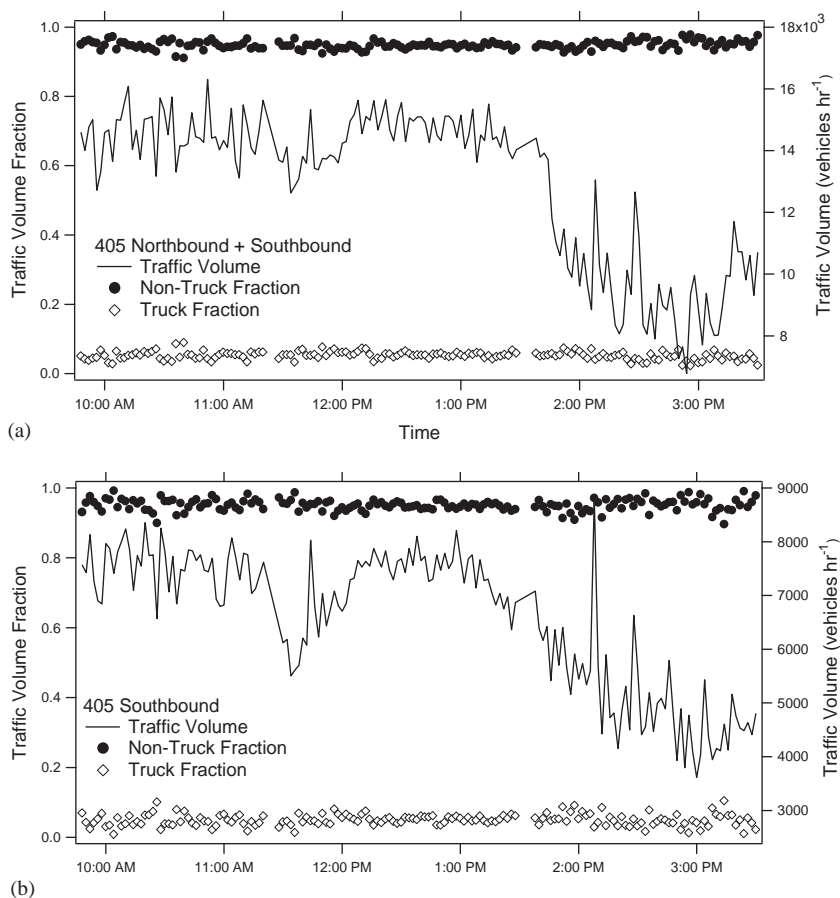 18x10³
1.0
16
0.8
14
0.6
12
0.4
10
0.2
8
0.0
Traffic Volume Fraction
Traffic Volume (vehicles hr⁻¹)
405 Northbound + Southbound
Traffic Volume
Non-Truck Fraction
Truck Fraction
10:00 AM 11:00 AM 12:00 PM 1:00 PM 2:00 PM 3:00 PM
(a)
Time
1.0
9000
0.8
8000
7000
0.6
6000
0.4
5000
4000
0.2
3000
0.0
Traffic Volume Fraction
Traffic Volume (vehicles hr⁻¹)
405 Southbound
Traffic Volume
Non-Truck Fraction
Truck Fraction
10:00 AM 11:00 AM 12:00 PM 1:00 PM 2:00 PM 3:00 PM
(b)